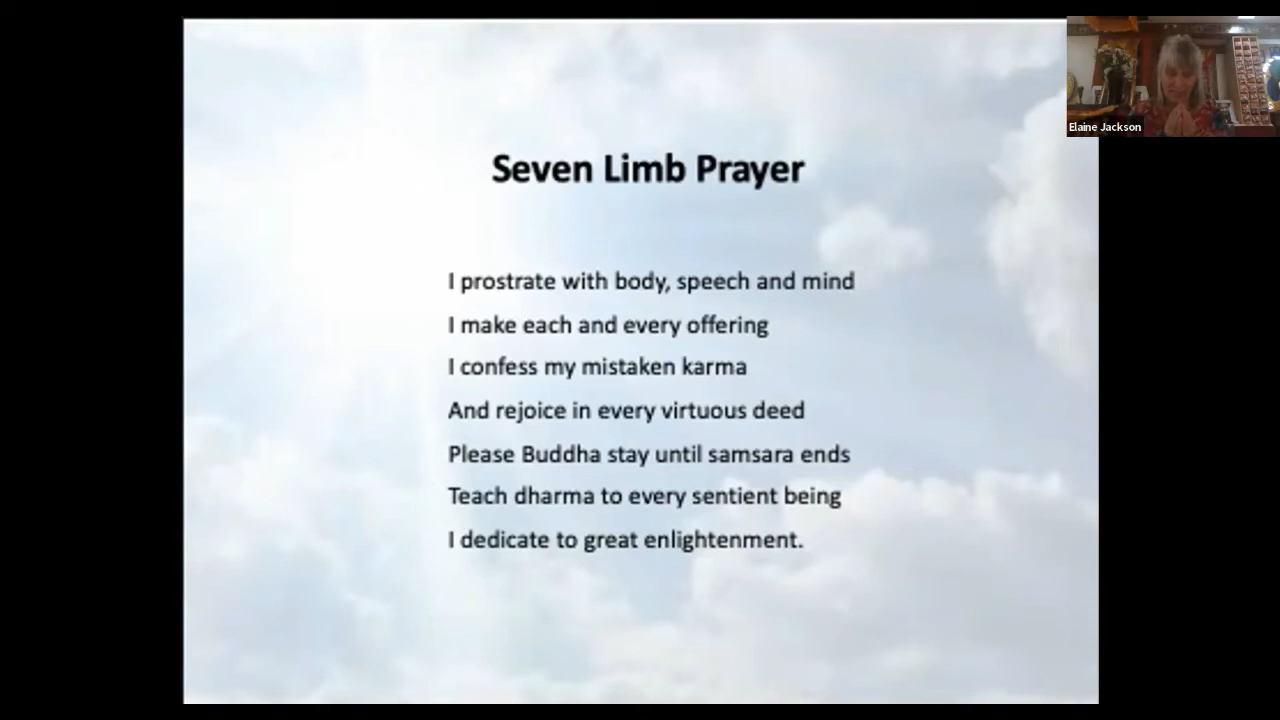 Seven Limb Prayer
I prostrate with body, speech and mind
I make each and every offering
I confess my mistaken karma
And rejoice in every virtuous deed
Please Buddha stay until samsara ends
Teach dharma to every sentient being
I dedicate to great enlightenment.
Elaine Jackson